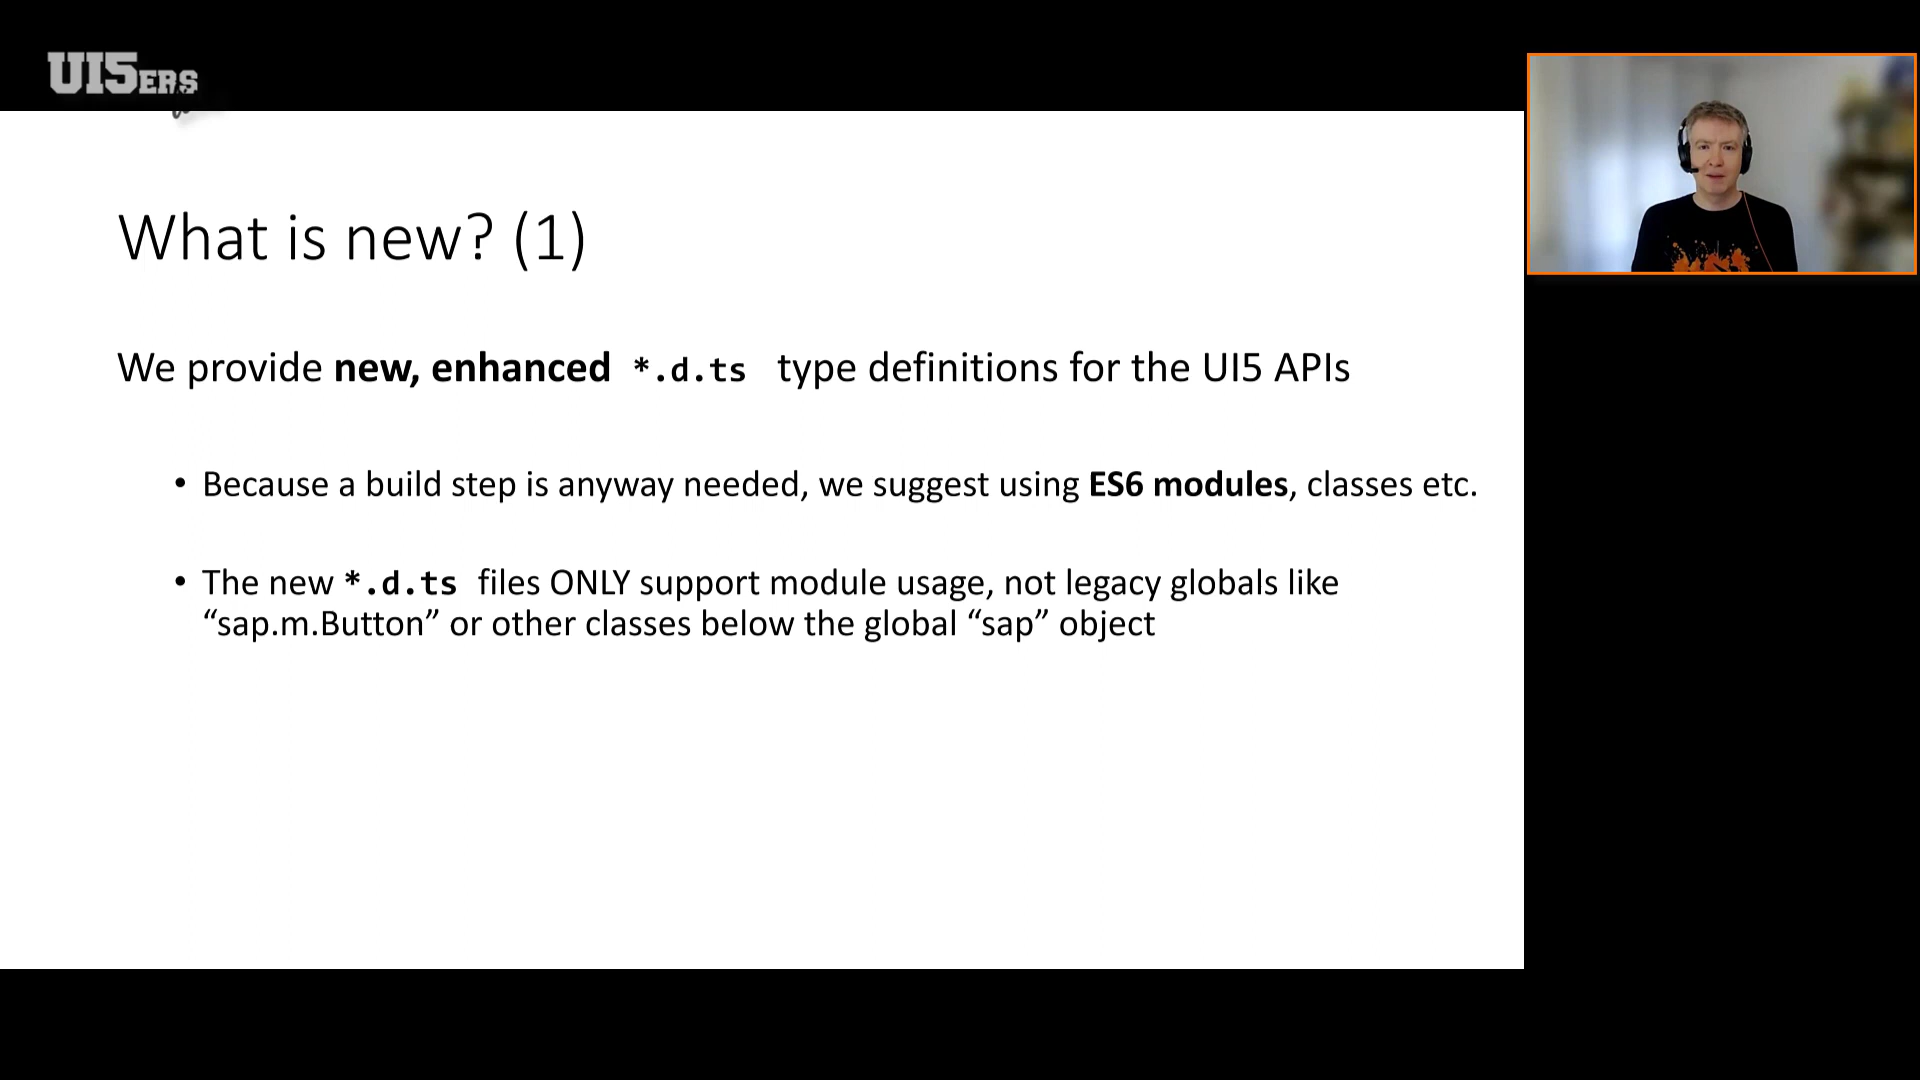 UI5ERS
What is new? (1)
We provide new, enhanced *.d.ts type definitions for the UI5 APIs
• Because a build step is anyway needed, we suggest using ES6 modules, classes etc.
• The new *.d.ts files ONLY support module usage, not legacy globals like
“sap.m.Button” or other classes below the global “sap” object